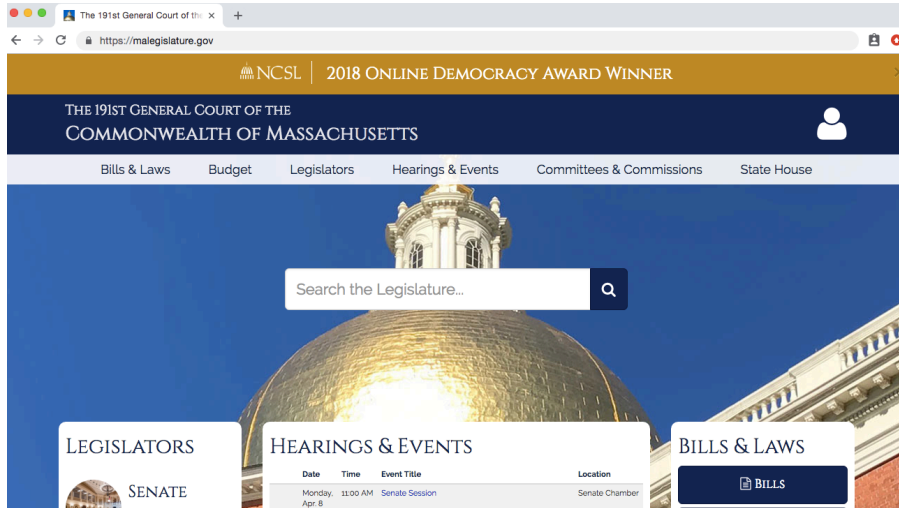 The 191st General Court of the
https://malegislature.gov
NCSL | 2018 ONLINE DEMOCRACY AWARD WINNER
THE 191ST GENERAL COURT OF THE
COMMONWEALTH OF MASSACHUSETTS
Bills & Laws Budget Legislators Hearings & Events Committees & Commissions State House
Search the Legislature...
LEGISLATORS
SENATE
HEARINGS & EVENTS
Date Time Event Title Location
Monday, 11:00 AM Senate Session Senate Chamber
Apr. 8
BILLS & LAWS
BILLS